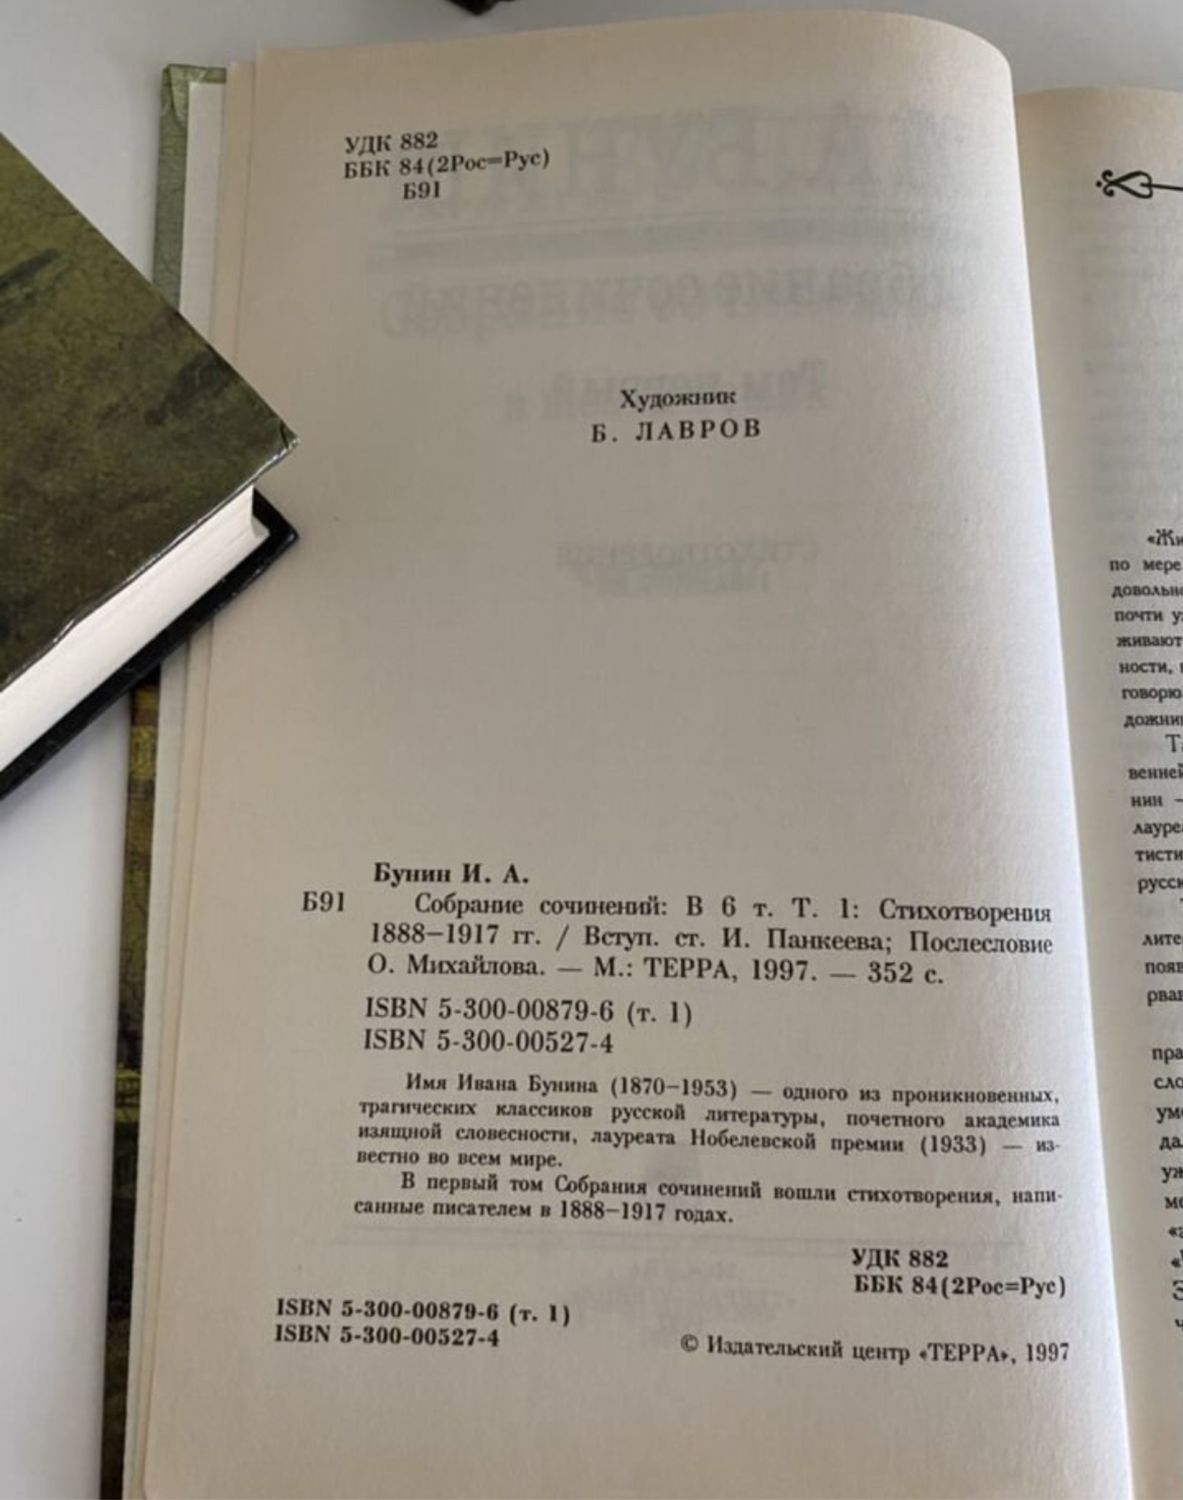 УДК 882
ББК 84(2Рос=Рус)
Б91
Художник
Б. ЛАВРОВ
Бунин И. А.
Б91 Собрание сочинений: В 6 т. Т. 1: Стихотворения
1888–1917 гг. / Вступ. ст. И. Панкеева; Послесловие
О. Михайлова. — М.: ТЕРРА, 1997. — 352 с.
ISBN 5-300-00879-6 (т. 1)
ISBN 5-300-00527-4
Имя Ивана Бунина (1870–1953) — одного из проникновенных,
трагических классиков русской литературы, почетного академика
изящной словесности, лауреата Нобелевской премии (1933) — из-
вестно во всем мире.
В первый том Собрания сочинений вошли стихотворения, напи-
санные писателем в 1888–1917 годах.
УДК 882
ББК 84(2Рос=Рус)
ISBN 5-300-00879-6 (т. 1)
ISBN 5-300-00527-4
© Издательский центр «ТЕРРА», 1997
по мере
почти
ности,